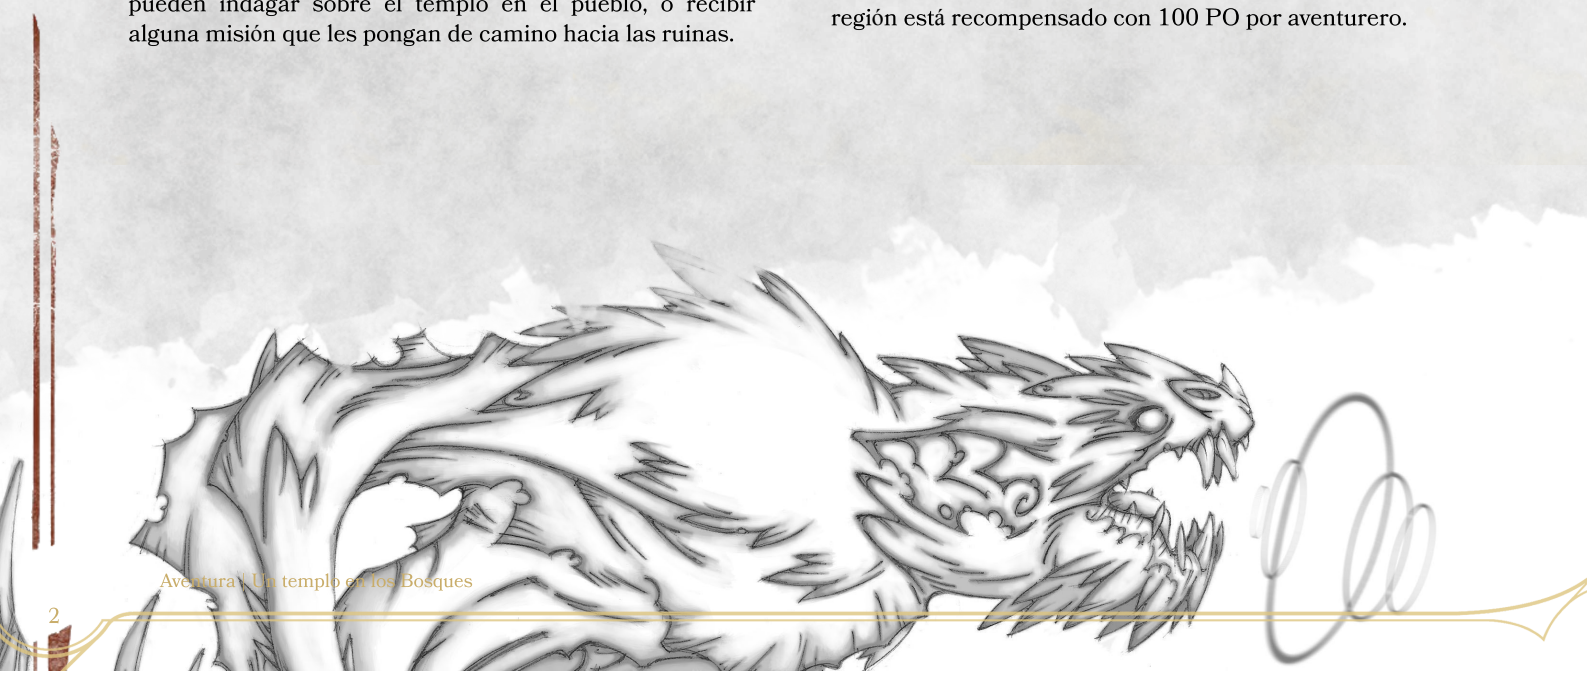 pueden indagar sobre el templo en el pueblo, o recibir
alguna misión que les pongan de camino hacia las ruinas.
región está recompensado con 100 PO por aventurero.
Aventura | Un templo en los Bosques
2